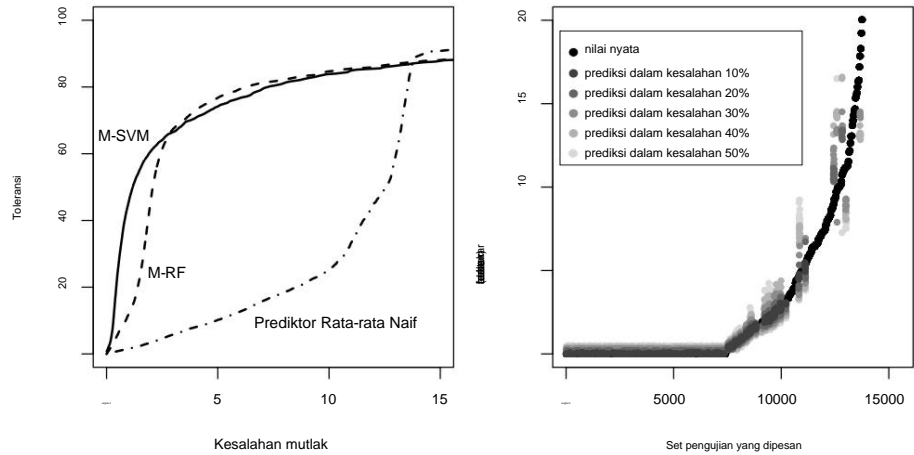 100
80
60
40
20
Toleransi
M-SVM
M-RF
Prediktor Rata-rata Naif
5
10
15
Kesalahan mutlak
20
15
10
nilai nyata
prediksi dalam kesalahan 10%
prediksi dalam kesalahan 20%
prediksi dalam kesalahan 30%
prediksi dalam kesalahan 40%
prediksi dalam kesalahan 50%
5000
10000
15000
Set pengujian yang dipesan